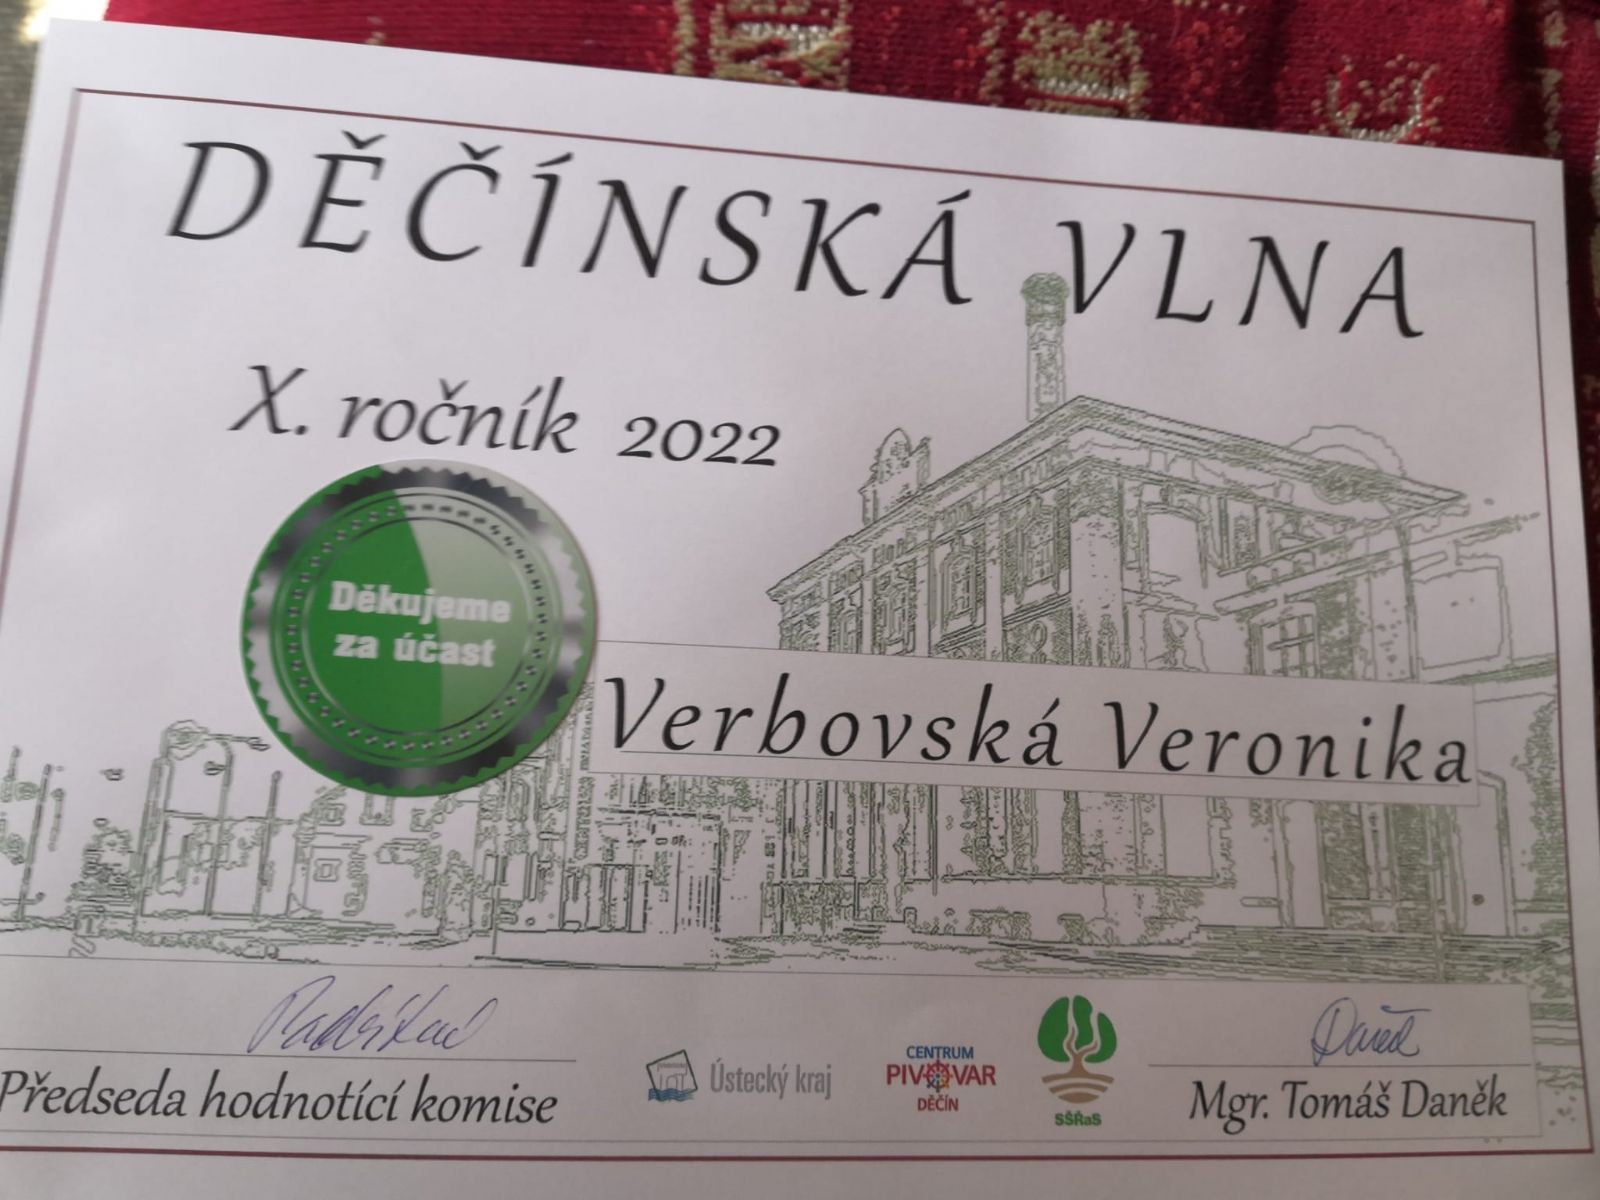 DĚČÍNSKÁ VLNA
X. ročník 2022
Děkujeme
za účast
Verbovská Veronika
Předseda hodnotící komise
Ústecký kraj
CENTRUM
PIVOVAR
DĚČÍN
SŠŘaS
Mgr. Tomáš Daněk